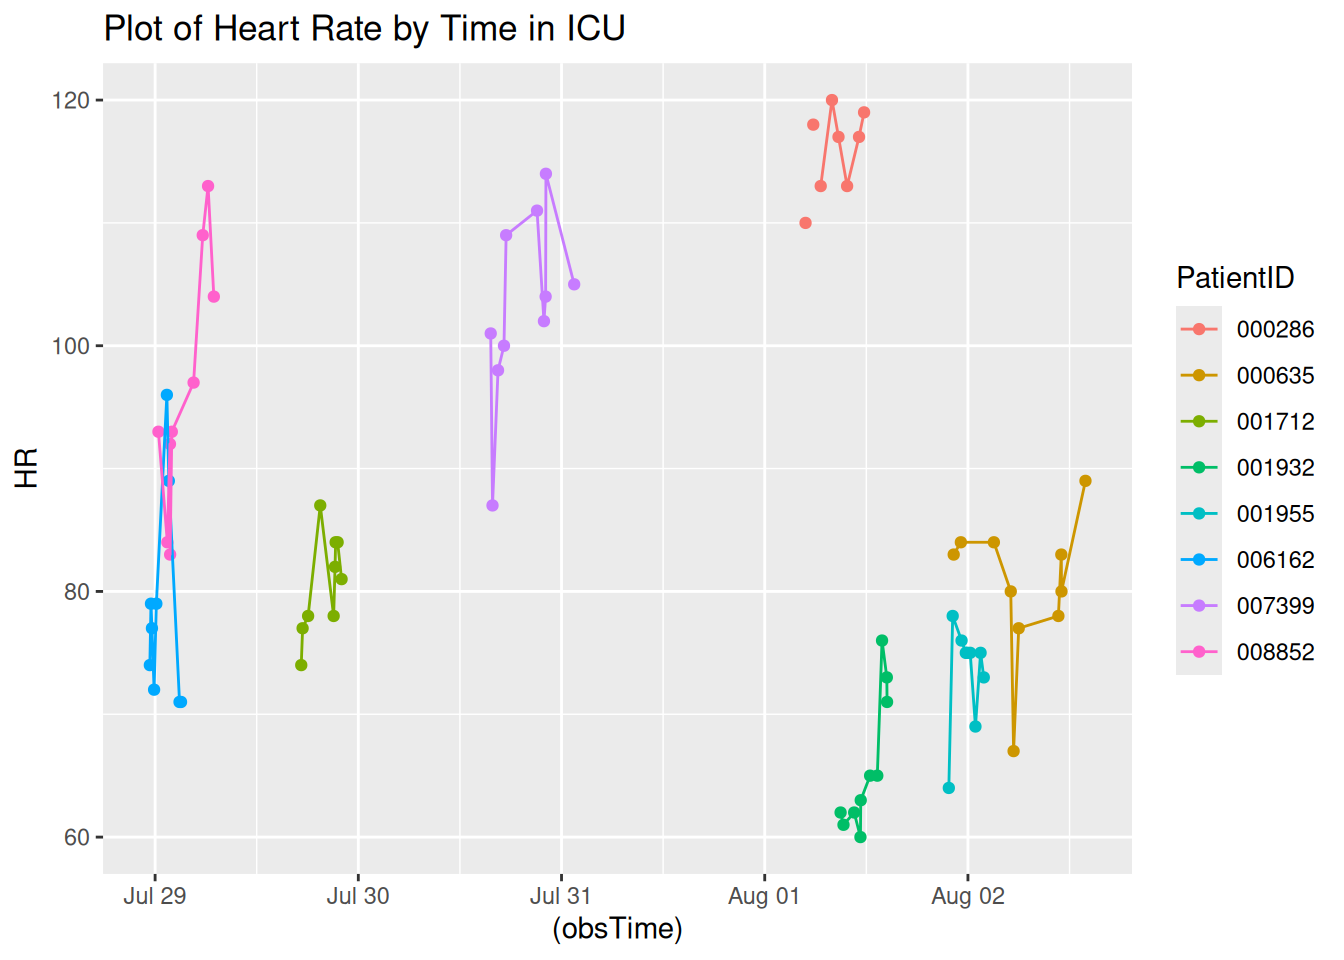 Plot of Heart Rate by Time in ICU
120
100
80
60
HR
Jul 29
Jul 30
Jul 31
Aug 01
Aug 02
(obsTime)
PatientID
000286
000635
001712
001932
001955
006162
007399
008852